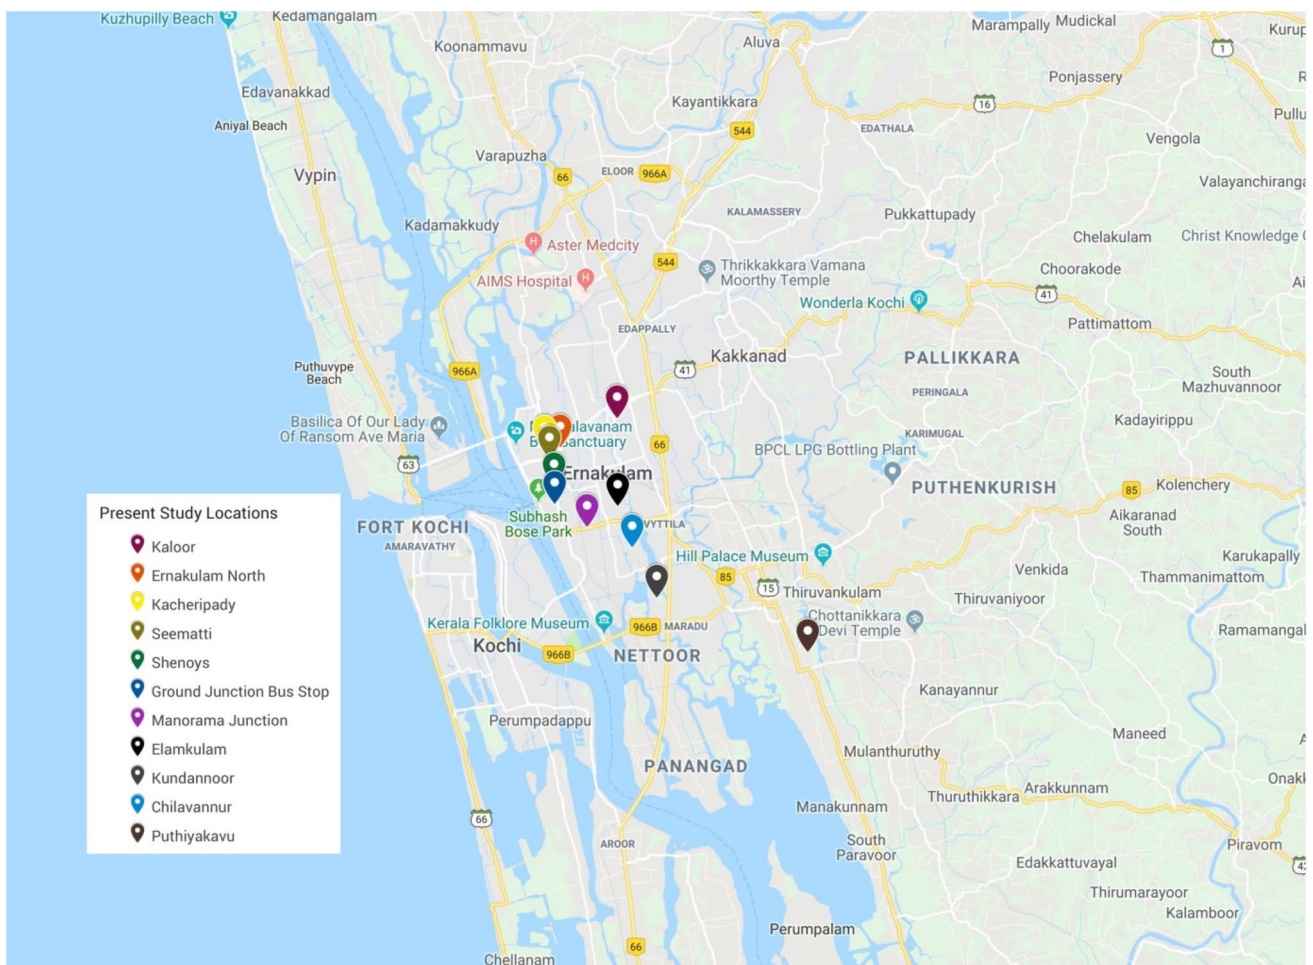 Kuzhupilly Beach
Kedamangalam
Koonammavu
Aluva
Marampally
Mudickal
1
Edavanakkad
Aniyal Beach
Kayantikkara
Ponjassery
16
544
EDATHALA
Vengola
Varapuzha
66
ELOOR
966A
Vypin
KALAMASSERY
Valayanchiranga
Kadamakkudy
Pukkattupady
Aster Medcity
Chelakulam
Christ Knowledge
544
Thrikkakkara Vamana
Moorthy Temple
AIMS Hospital
Choorakode
Wonderla Kochi
41
Pattimattom
EDAPPALLY
Kakkanad
PALLIKKARA
Puthuvype
Beach
966A
41
South
Mazhuvannoor
PERINGALA
Basilica Of Our Lady
Of Ransom Ave Maria
Kadayirippu
KARIMUGAL
alavanam
Sanctuary
66
BPCL LPG Bottling Plant
63
Ernakulam
PUTHENKURISH
85
Kolenchery
Subhash
Bose Park
VYTTILA
Aikaranad
South
Present Study Locations
Kaloor
Ernakulam North
Kacheripady
Seematti
Shenoys
Ground Junction Bus Stop
Manorama Junction
Elamkulam
Kundannoor
Chilavannur
Puthiyakavu
FORT KOCHI
AMARAVATHY
Hill Palace Museum
Karukapally
85
15
Venkida
Thammanimattom
Thiruvankulam
Thiruvaniyoor
Kerala Folklore Museum
966B
MARADU
Chottanikkara
Devi Temple
Ramamangal
Kochi
966B
NETTOOR
Kanayannur
Perumpadappu
Maneed
Mulanthuruthy
PANANGAD
Thuruthikkara
Arakkunnam
Manakunnam
66
AROOR
South
Paravoor
Piravom
Edakkattuvayal
Thirumarayoor
Kalamboor
Perumpalam
66
Chellanam